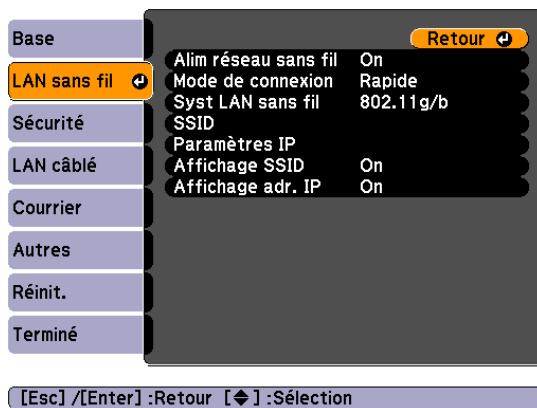 Base
LAN sans fil
Sécurité
LAN câblé
Courrier
Autres
Réinit.
Terminé
Retour
Alim réseau sans fil On
Mode de connexion Rapide
Syst LAN sans fil 802.11g/b
SSID
Paramètres IP
Affichage SSID On
Affichage adr. IP On
[Esc] /[Enter] :Retour [◆] :Sélection